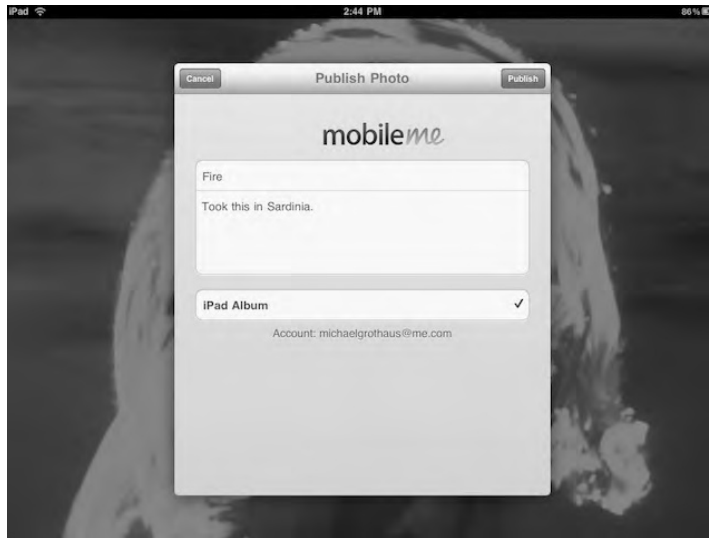 iPad 2:44 PM 86%
Cancel Publish Photo Publish
mobileme
Fire
Took this in Sardinia.
iPad Album
Account: michaelgrothaus@me.com